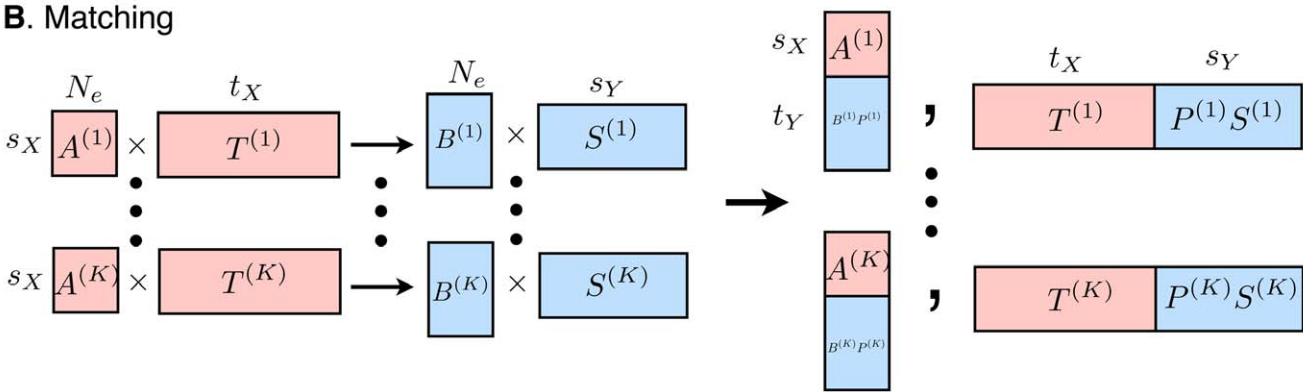 B. Matching
N_e t_X N_e s_Y
s_X A^{(1)} × T^{(1)} B^{(1)} × S^{(1)}
s_X A^{(K)} × T^{(K)} B^{(K)} × S^{(K)}
s_X A^{(1)}
t_Y B^{(1)}P^{(1)}
,
t_X s_Y
T^{(1)} P^{(1)}S^{(1)}
A^{(K)}
B^{(K)}P^{(K)}
,
T^{(K)} P^{(K)}S^{(K)}